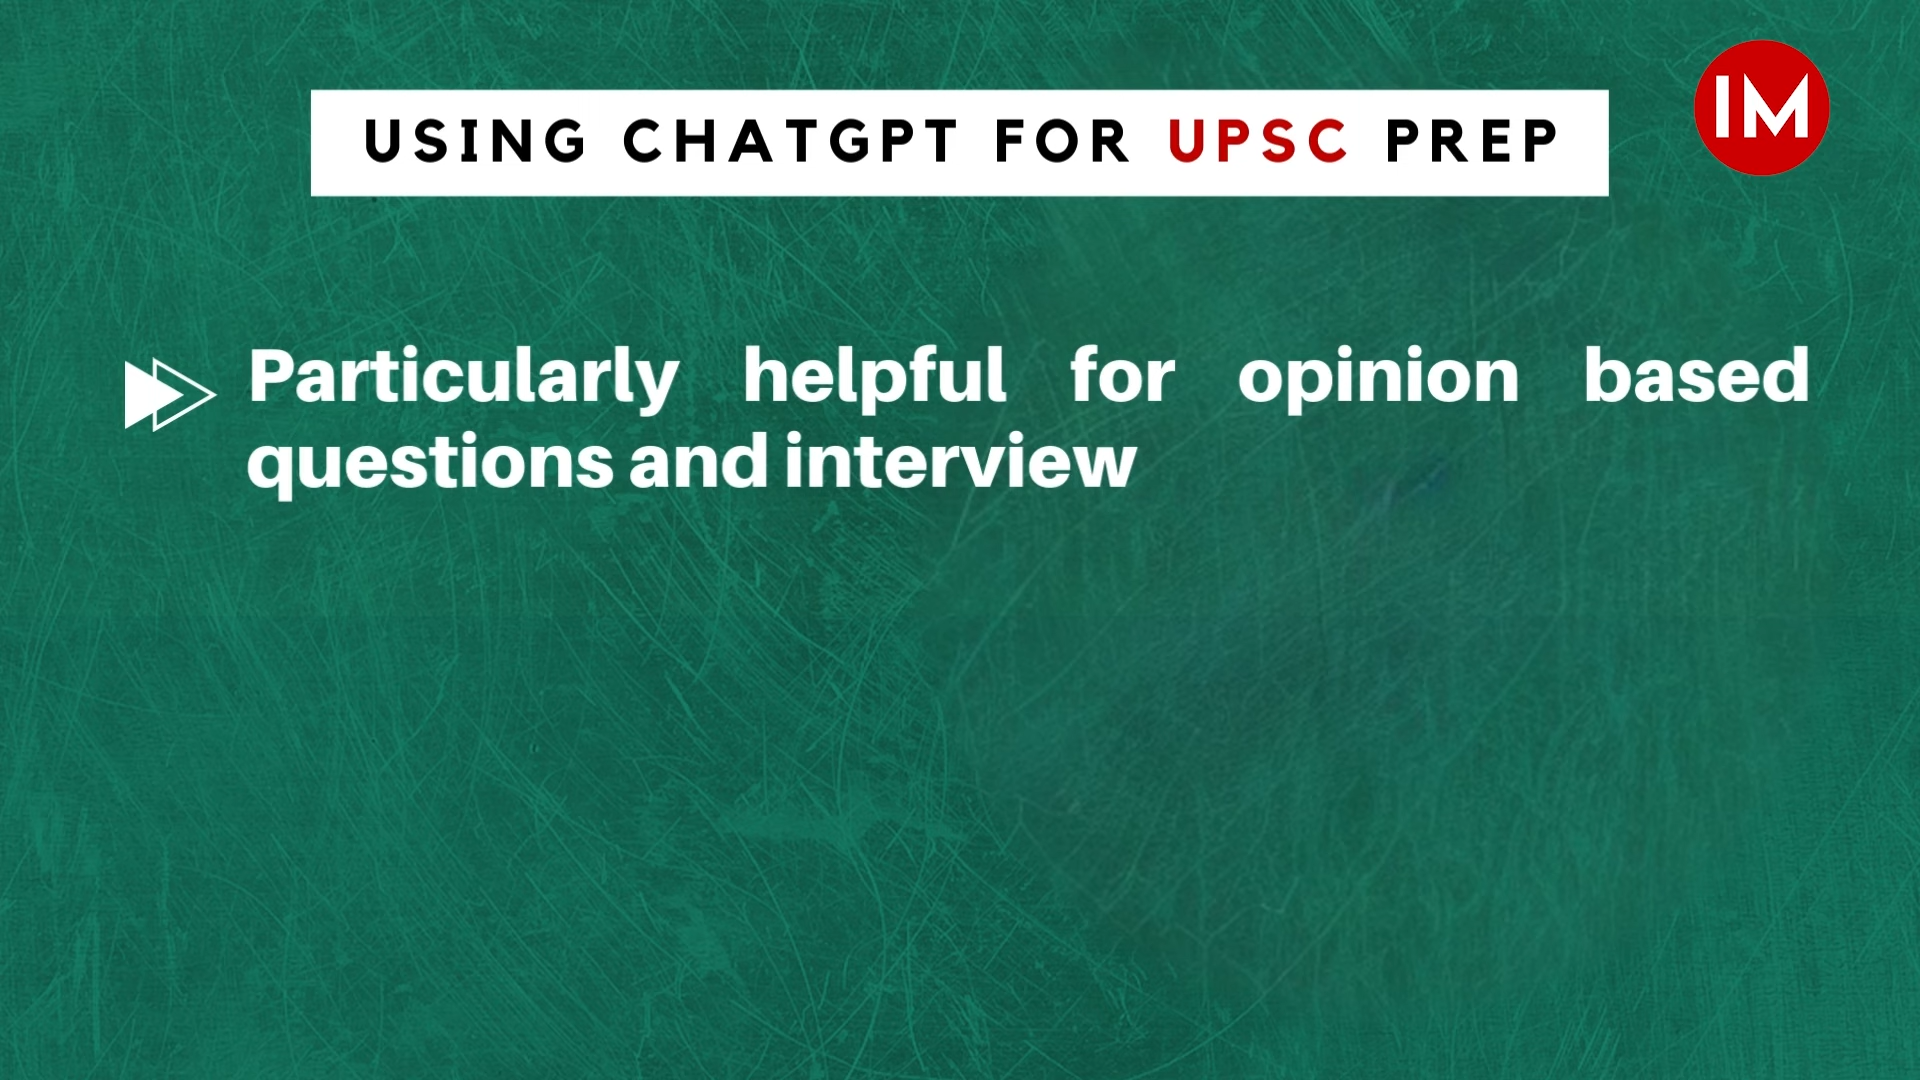 USING CHATGPT FOR UPSC PREP
IM
Particularly helpful for opinion based
questions and interview